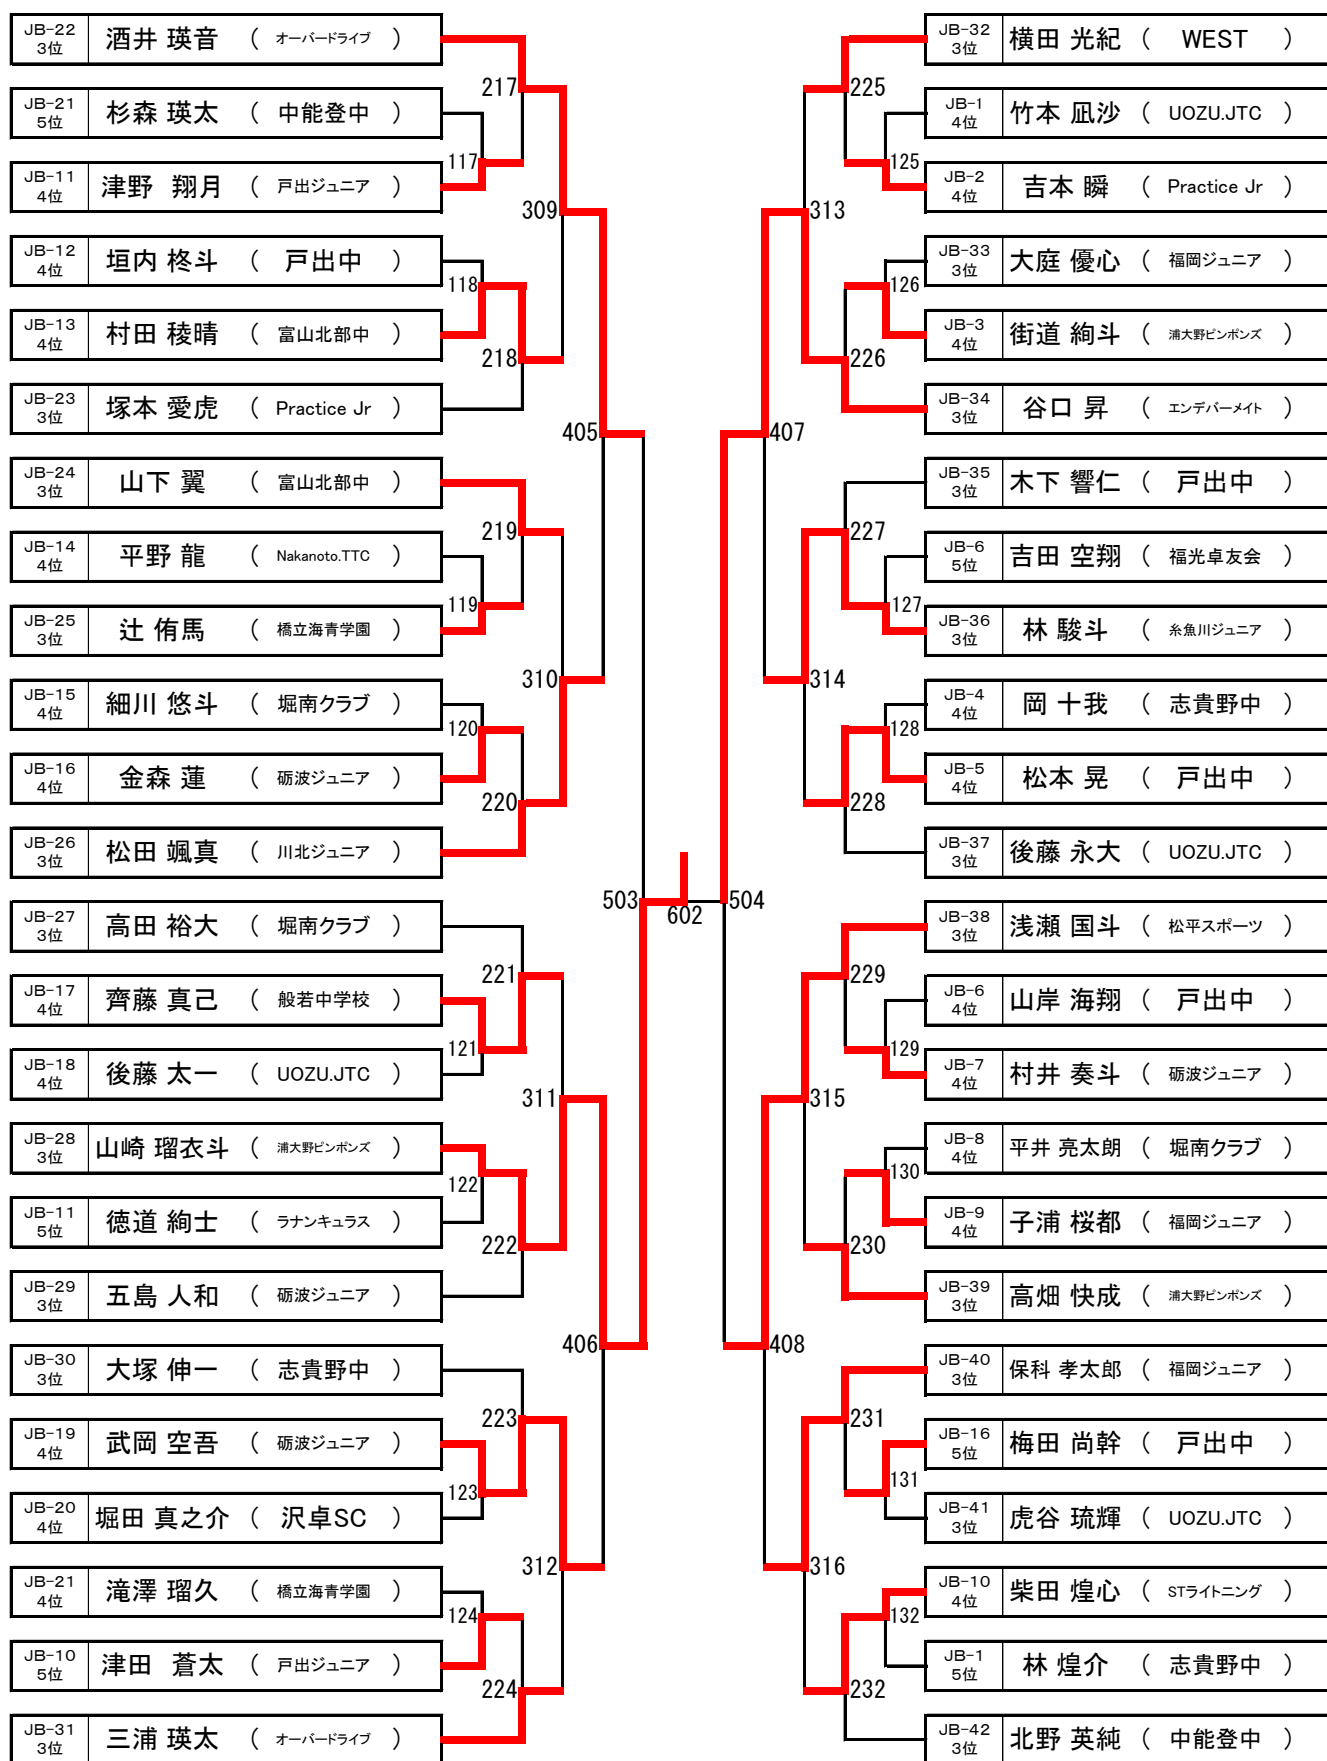 JB-22 3位 酒井 瑛音 ( オーバードライブ )
JB-21 5位 杉森 瑛太 ( 中能登中 )
JB-11 4位 津野 翔月 ( 戸出ジュニア )
JB-12 4位 垣内 柊斗 ( 戸出中 )
JB-13 4位 村田 稜晴 ( 富山北部中 )
JB-23 3位 塚本 愛虎 ( Practice Jr )
JB-24 3位 山下 翼 ( 富山北部中 )
JB-14 4位 平野 龍 ( Nakanoto.TTC )
JB-25 3位 辻 侑馬 ( 橋立海青学園 )
JB-15 4位 細川 悠斗 ( 堀南クラブ )
JB-16 4位 金森 蓮 ( 砺波ジュニア )
JB-26 3位 松田 颯真 ( 川北ジュニア )
JB-27 3位 高田 裕大 ( 堀南クラブ )
JB-17 4位 齊藤 真己 ( 般若中学校 )
JB-18 4位 後藤 太一 ( UOZU.JTC )
JB-28 3位 山崎 瑠衣斗 ( 浦大野ピンポンズ )
JB-11 5位 徳道 絢士 ( ラナンキュラス )
JB-29 3位 五島 人和 ( 砺波ジュニア )
JB-30 3位 大塚 伸一 ( 志貴野中 )
JB-19 4位 武岡 空吾 ( 砺波ジュニア )
JB-20 4位 堀田 真之介 ( 沢卓SC )
JB-21 4位 滝澤 瑠久 ( 橋立海青学園 )
JB-10 5位 津田 蒼太 ( 戸出ジュニア )
JB-31 3位 三浦 瑛太 ( オーバードライブ )
117
118
119
120
121
122
123
124
217
218
219
220
221
222
223
224
309
310
311
312
405
406
503
602
504
407
408
313
314
315
316
225
226
227
228
229
230
231
232
125
126
127
128
129
130
131
132
JB-32 3位 横田 光紀 ( WEST )
JB-1 4位 竹本 凪沙 ( UOZU.JTC )
JB-2 4位 吉本 瞬 ( Practice Jr )
JB-33 3位 大庭 優心 ( 福岡ジュニア )
JB-3 4位 街道 絢斗 ( 浦大野ピンポンズ )
JB-34 3位 谷口 昇 ( エンデバーメイト )
JB-35 3位 木下 響仁 ( 戸出中 )
JB-6 5位 吉田 空翔 ( 福光卓友会 )
JB-36 3位 林 駿斗 ( 糸魚川ジュニア )
JB-4 4位 岡 十我 ( 志貴野中 )
JB-5 4位 松本 晃 ( 戸出中 )
JB-37 3位 後藤 永大 ( UOZU.JTC )
JB-38 3位 浅瀬 国斗 ( 松平スポーツ )
JB-6 4位 山岸 海翔 ( 戸出中 )
JB-7 4位 村井 奏斗 ( 砺波ジュニア )
JB-8 4位 平井 亮太朗 ( 堀南クラブ )
JB-9 4位 子浦 桜都 ( 福岡ジュニア )
JB-39 3位 高畑 快成 ( 浦大野ピンポンズ )
JB-40 3位 保科 孝太郎 ( 福岡ジュニア )
JB-16 5位 梅田 尚幹 ( 戸出中 )
JB-41 3位 虎谷 琉輝 ( UOZU.JTC )
JB-10 4位 柴田 煌心 ( STライトニング )
JB-1 5位 林 煌介 ( 志貴野中 )
JB-42 3位 北野 英純 ( 中能登中 )